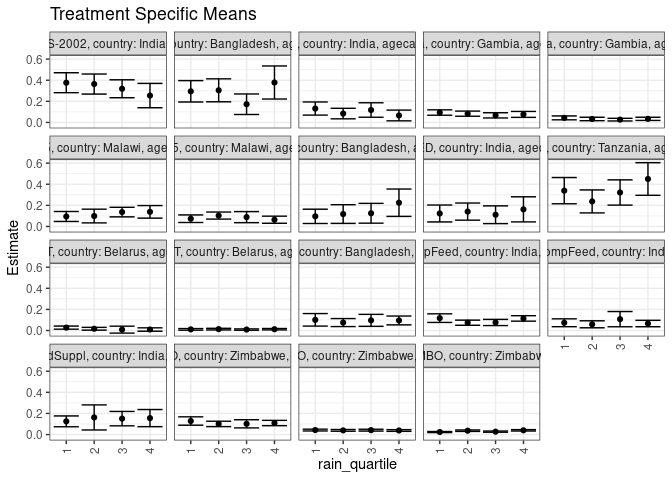 Treatment Specific Means
S-2002, country: India
ountry: Bangladesh, ag
, country: India, ageca
, country: Gambia, age
a, country: Gambia, ag
0.6
0.4
0.2
0.0
, country: Malawi, age
5, country: Malawi, age
country: Bangladesh, a
D, country: India, agec
, country: Tanzania, ag
0.6
0.4
0.2
0.0
T, country: Belarus, ag
T, country: Belarus, ag
country: Bangladesh,
pFeed, country: India,
ompFeed, country: Ind
0.6
0.4
0.2
0.0
1 2 3 4
dSuppl, country: India,
O, country: Zimbabwe,
O, country: Zimbabwe,
IBO, country: Zimbabw
0.6
0.4
0.2
0.0
1 2 3 4
1 2 3 4
1 2 3 4
1 2 3 4
Estimate
rain_quartile